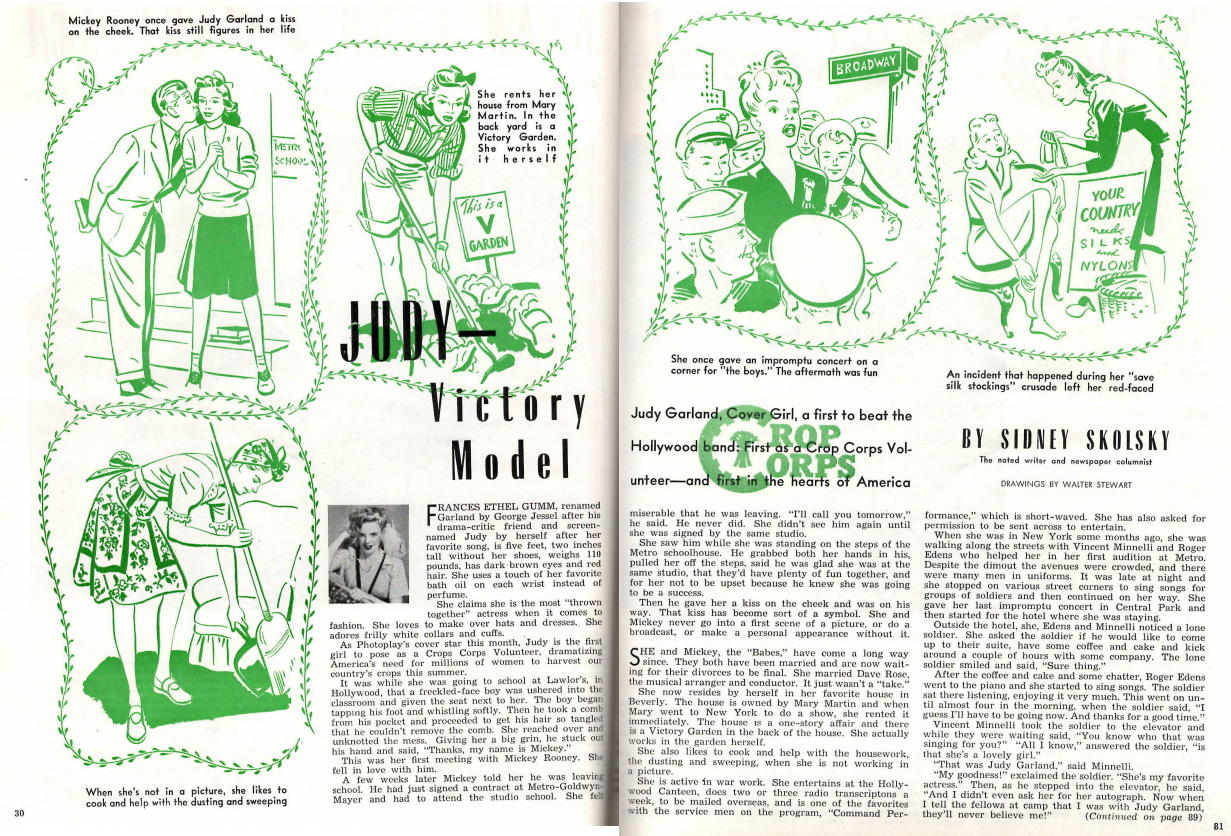 Mickey Rooney once gave Judy Garland a kiss
on the cheek. That kiss still figures in her life
METRO
SCHOOL
She rents her
house from Mary
Martin. In the
back yard is a
Victory Garden.
She works in
it herself
This is a
V
GARDEN
JUDY—
Victory
Model
When she's not in a picture, she likes to
cook and help with the dusting and sweeping
FRANCES ETHEL GUMM, renamed
Garland by George Jessel after his
drama-critic friend and screen-
named Judy by herself after her
favorite song, is five feet, two inches
tall without her shoes, weighs 110
pounds, has dark brown eyes and red
hair. She uses a touch of her favorite
bath oil on each wrist instead of
perfume.
She claims she is the most "thrown
together" actress when it comes to
fashion. She loves to make over hats and dresses. She
adores frilly white collars and cuffs.
As Photoplay's cover star this month, Judy is the first
girl to pose as a Crops Corps Volunteer, dramatizing
America's need for millions of women to harvest our
country's crops this summer.
It was while she was going to school at Lawlor's, in
Hollywood, that a freckled-face boy was ushered into the
classroom and given the seat next to her. The boy began
tapping his foot and whistling softly. Then he took a comb
from his pocket and proceeded to get his hair so tangled
that he couldn't remove the comb. She reached over and
unknotted the mess. Giving her a big grin, he stuck out
his hand and said, "Thanks, my name is Mickey."
This was her first meeting with Mickey Rooney. She
fell in love with him.
A few weeks later Mickey told her he was leaving
school. He had just signed a contract at Metro-Goldwyn-
Mayer and had to attend the studio school. She felt
30
BROADWAY
YOUR
COUNTRY
needs
SILKS
and
NYLONS
She once gave an impromptu concert on a
corner for "the boys." The aftermath was fun
An incident that happened during her "save
silk stockings" crusade left her red-faced
CROP
CORPS
Judy Garland, Cover Girl, a first to beat the
Hollywood band: First as a Crop Corps Vol-
unteer—and first in the hearts of America
BY SIDNEY SKOLSKY
The noted writer and newspaper columnist
DRAWINGS BY WALTER STEWART
miserable that he was leaving. "I'll call you tomorrow,"
he said. He never did. She didn't see him again until
she was signed by the same studio.
She saw him while she was standing on the steps of the
Metro schoolhouse. He grabbed both her hands in his,
pulled her off the steps, said he was glad she was at the
same studio, that they'd have plenty of fun together, and
for her not to be upset because he knew she was going
to be a success.
Then he gave her a kiss on the cheek and was on his
way. That kiss has become sort of a symbol. She and
Mickey never go into a first scene of a picture, or do a
broadcast, or make a personal appearance without it.
SHE and Mickey, the "Babes," have come a long way
since. They both have been married and are now wait-
ing for their divorces to be final. She married Dave Rose,
the musical arranger and conductor. It just wasn't a "take."
She now resides by herself in her favorite house in
Beverly. The house is owned by Mary Martin and when
Mary went to New York to do a show, she rented it
immediately. The house is a one-story affair and there
is a Victory Garden in the back of the house. She actually
works in the garden herself.
She also likes to cook and help with the housework,
the dusting and sweeping, when she is not working in
a picture.
She is active in war work. She entertains at the Holly-
wood Canteen, does two or three radio transcriptons a
week, to be mailed overseas, and is one of the favorites
with the service men on the program, "Command Per-
formance," which is short-waved. She has also asked for
permission to be sent across to entertain.
When she was in New York some months ago, she was
walking along the streets with Vincent Minnelli and Roger
Edens who helped her in her first audition at Metro.
Despite the dimout the avenues were crowded, and there
were many men in uniforms. It was late at night and
she stopped on various street corners to sing songs for
groups of soldiers and then continued on her way. She
gave her last impromptu concert in Central Park and
then started for the hotel where she was staying.
Outside the hotel, she, Edens and Minnelli noticed a lone
soldier. She asked the soldier if he would like to come
up to their suite, have some coffee and cake and kick
around a couple of hours with some company. The lone
soldier smiled and said, "Sure thing."
After the coffee and cake and some chatter, Roger Edens
went to the piano and she started to sing songs. The soldier
sat there listening, enjoying it very much. This went on un-
til almost four in the morning, when the soldier said, "I
guess I'll have to be going now. And thanks for a good time."
Vincent Minnelli took the soldier to the elevator and
while they were waiting said, "You know who that was
singing for you?" "All I know," answered the soldier, "is
that she's a lovely girl."
"That was Judy Garland," said Minnelli.
"My goodness!" exclaimed the soldier. "She's my favorite
actress." Then, as he stepped into the elevator, he said,
"And I didn't even ask her for her autograph. Now when
I tell the fellows at camp that I was with Judy Garland,
they'll never believe me!" (Continued on page 89)
81